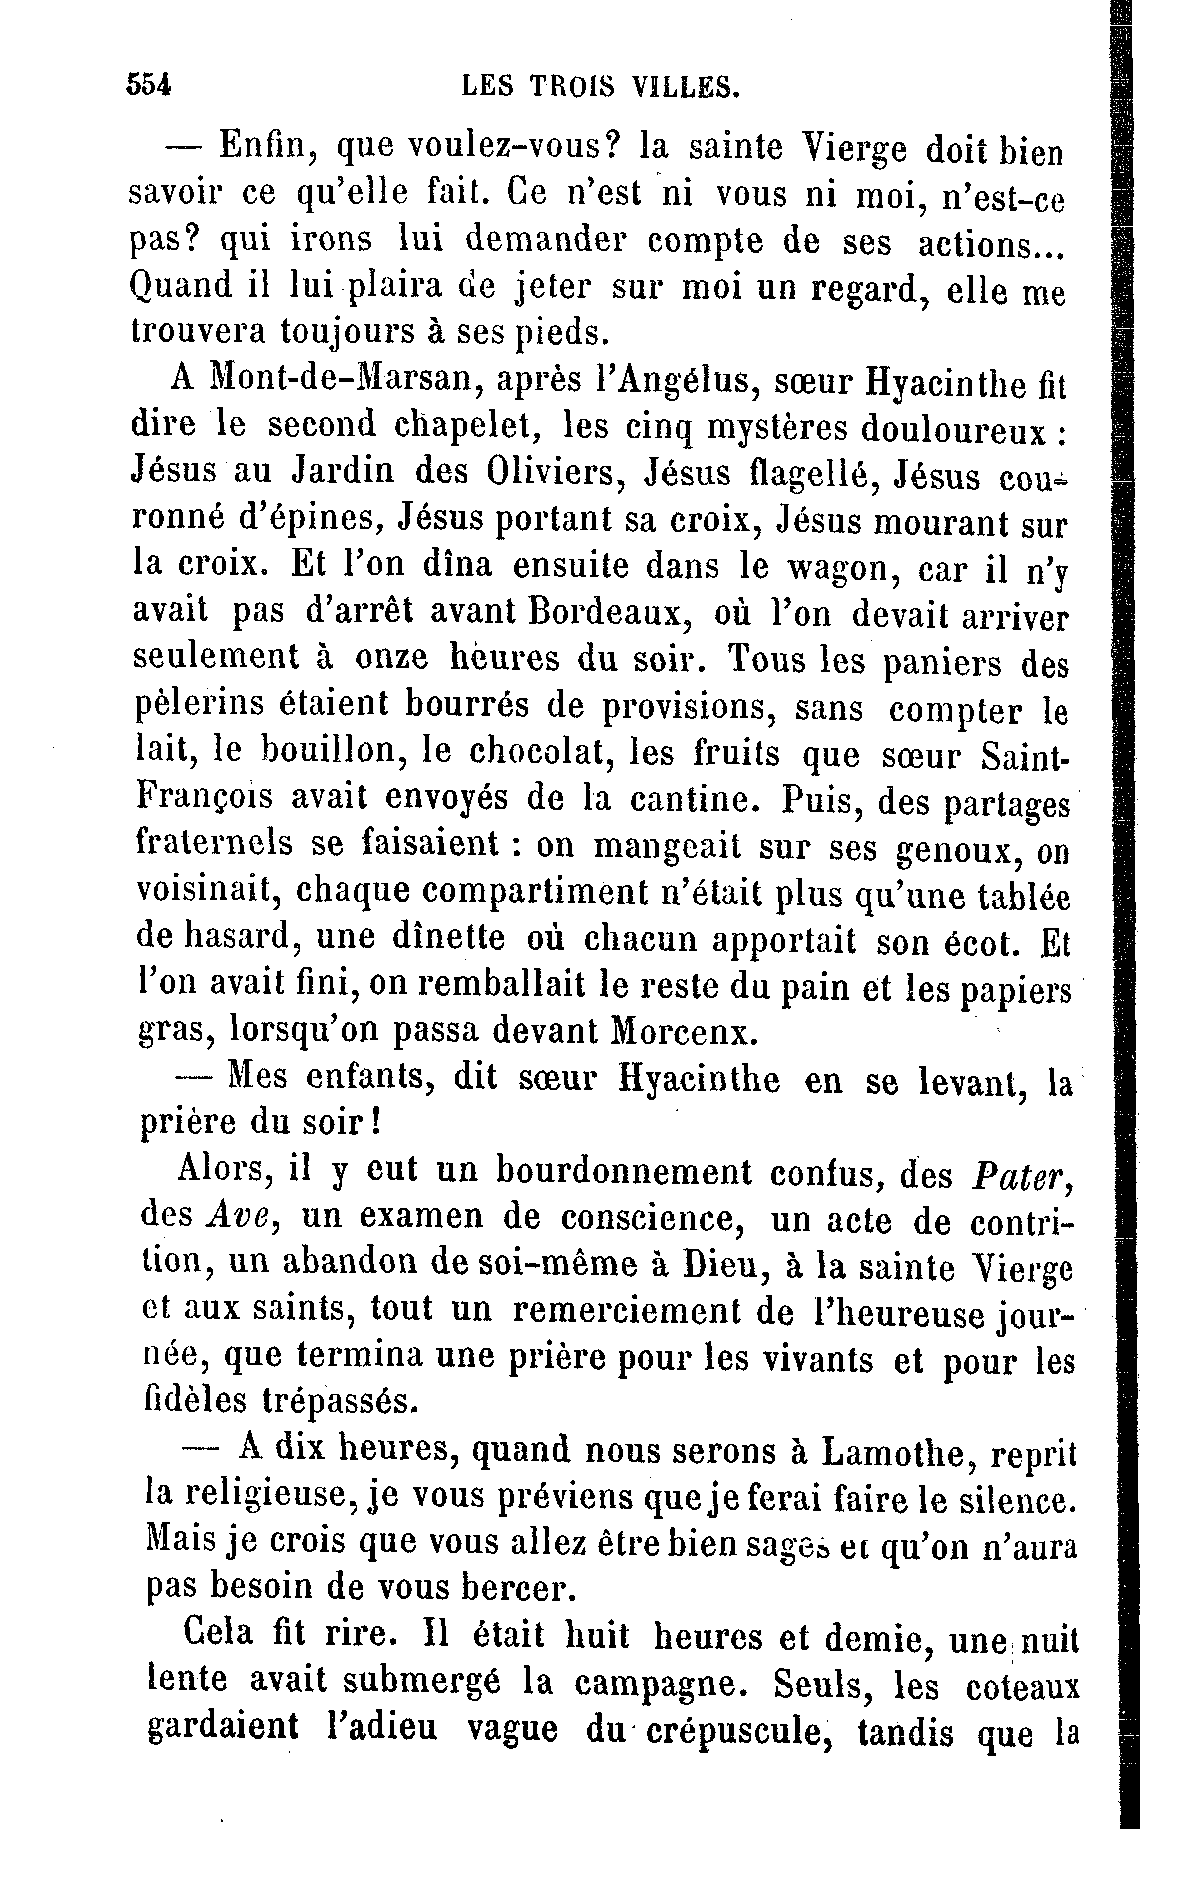 554 LES TROIS VILLES.
— Enfin, que voulez-vous? la sainte Vierge doit bien
savoir ce qu'elle fait. Ce n'est ni vous ni moi, n'est-ce
pas? qui irons lui demander compte de ses actions...
Quand il lui plaira de jeter sur moi un regard, elle me
trouvera toujours à ses pieds.
A Mont-de-Marsan, après l'Angélus, sœur Hyacinthe fit
dire le second chapelet, les cinq mystères douloureux :
Jésus au Jardin des Oliviers, Jésus flagellé, Jésus cou-
ronné d'épines, Jésus portant sa croix, Jésus mourant sur
la croix. Et l'on dîna ensuite dans le wagon, car il n'y
avait pas d'arrêt avant Bordeaux, où l'on devait arriver
seulement à onze heures du soir. Tous les paniers des
pèlerins étaient bourrés de provisions, sans compter le
lait, le bouillon, le chocolat, les fruits que sœur Saint-
François avait envoyés de la cantine. Puis, des partages
fraternels se faisaient : on mangeait sur ses genoux, on
voisinait, chaque compartiment n'était plus qu'une tablée
de hasard, une dînette où chacun apportait son écot. Et
l'on avait fini, on remballait le reste du pain et les papiers
gras, lorsqu'on passa devant Morcenx.
— Mes enfants, dit sœur Hyacinthe en se levant, la
prière du soir!
Alors, il y eut un bourdonnement confus, des Pater,
des Ave, un examen de conscience, un acte de contri-
tion, un abandon de soi-même à Dieu, à la sainte Vierge
et aux saints, tout un remerciement de l'heureuse jour-
née, que termina une prière pour les vivants et pour les
fidèles trépassés.
— A dix heures, quand nous serons à Lamothe, reprit
la religieuse, je vous préviens que je ferai faire le silence.
Mais je crois que vous allez être bien sages et qu'on n'aura
pas besoin de vous bercer.
Cela fit rire. Il était huit heures et demie, une nuit
lente avait submergé la campagne. Seuls, les coteaux
gardaient l'adieu vague du crépuscule, tandis que la